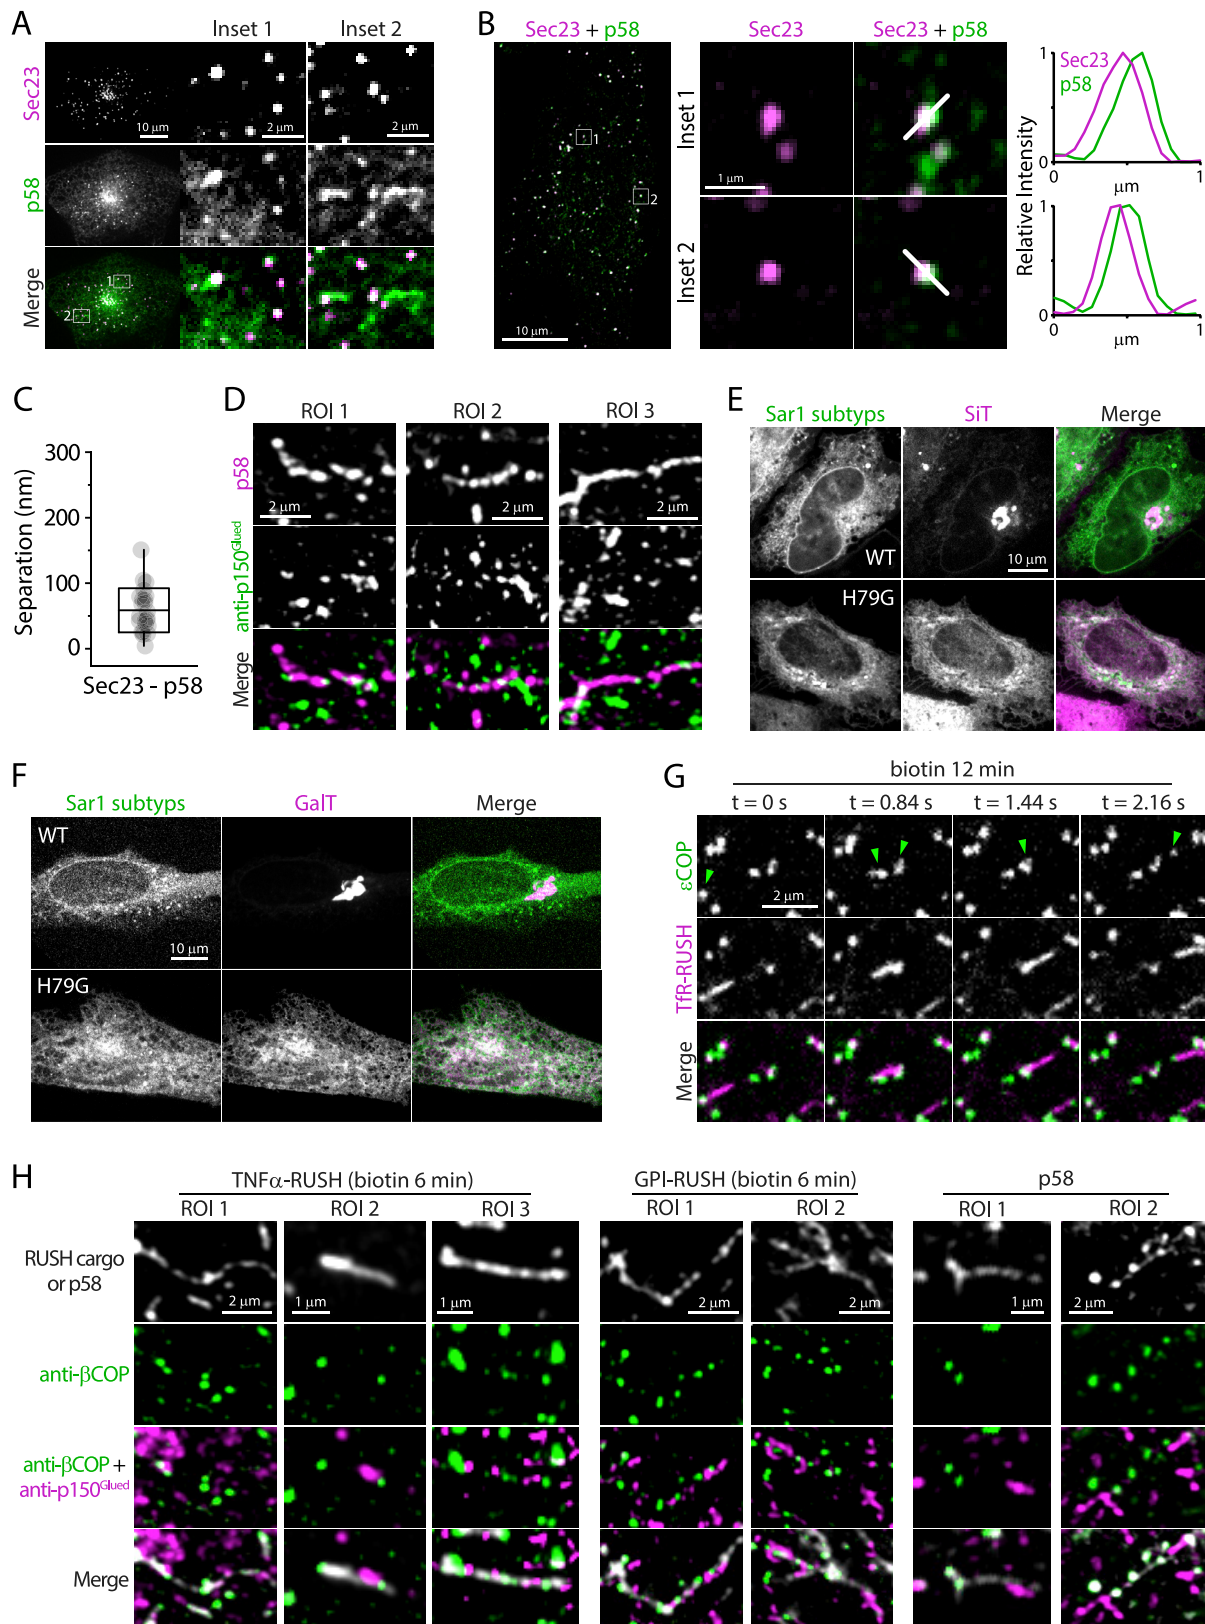 A
Inset 1
Inset 2
Sec23
10 μm
2 μm
2 μm
p58
Merge
1
2
B
Sec23 + p58
Sec23
Sec23 + p58
1
2
10 μm
Inset 1
1 μm
Inset 2
Relative Intensity
1
Sec23
p58
0
0
μm
1
1
0
0
μm
1
C
Separation (nm)
300
200
100
0
Sec23 - p58
D
ROI 1
ROI 2
ROI 3
p58
2 μm
2 μm
2 μm
anti-p150Glued
Merge
E
Sar1 subtyps
SiT
Merge
WT
10 μm
H79G
F
Sar1 subtyps
GalT
Merge
WT
10 μm
H79G
G
biotin 12 min
t = 0 s
t = 0.84 s
t = 1.44 s
t = 2.16 s
εCOP
2 μm
TfR-RUSH
Merge
H
TNFα-RUSH (biotin 6 min)
GPI-RUSH (biotin 6 min)
p58
ROI 1
ROI 2
ROI 3
ROI 1
ROI 2
ROI 1
ROI 2
RUSH cargo
or p58
2 μm
1 μm
1 μm
2 μm
2 μm
1 μm
2 μm
anti-βCOP
anti-βCOP +
anti-p150Glued
Merge